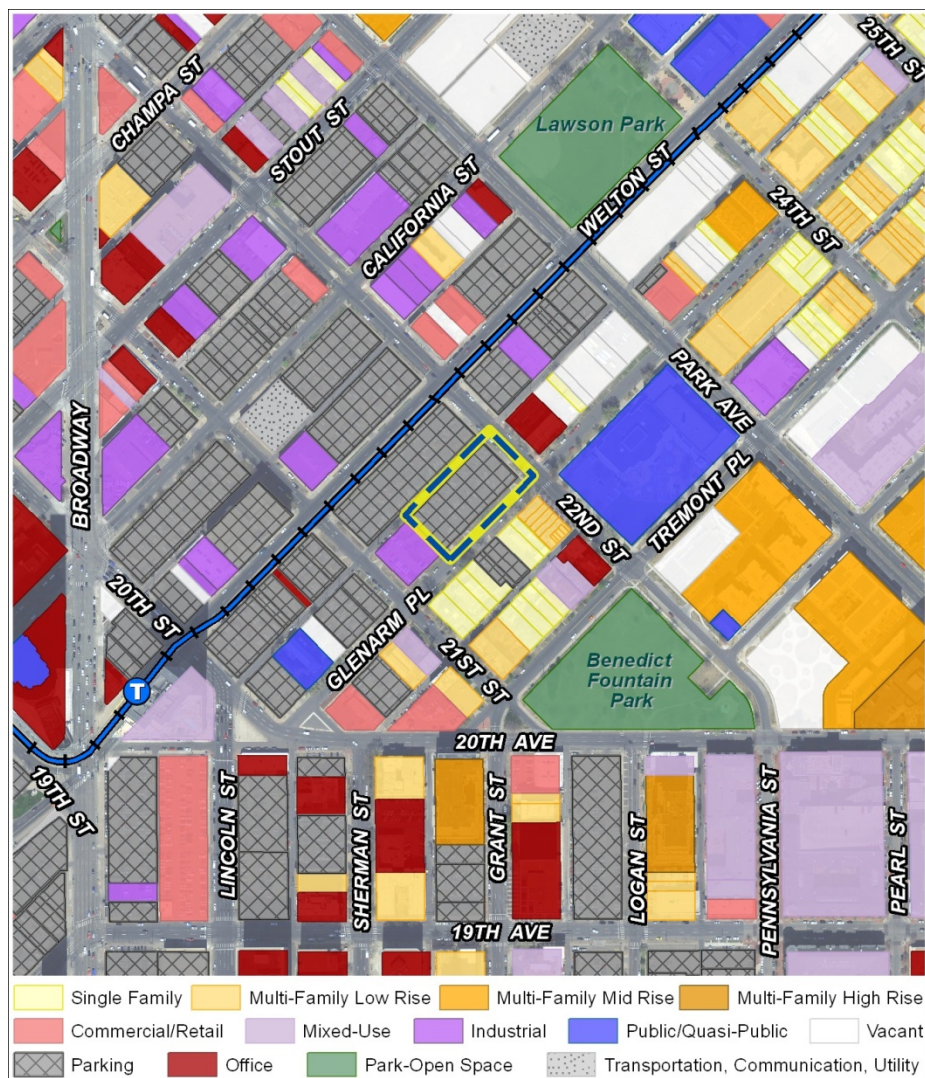 25TH ST
CHAMPA ST
STOUT ST
Lawson Park
WELTON ST
CALIFORNIA ST
24TH ST
PARK AVE
BROADWAY
TREMONT PL
22ND ST
20TH ST
GLENARM PL
21ST ST
Benedict
Fountain
Park
T
20TH AVE
19TH ST
LINCOLN ST
SHERMAN ST
GRANT ST
LOGAN ST
PENNSYLVANIA ST
PEARL ST
19TH AVE
Single Family Multi-Family Low Rise Multi-Family Mid Rise Multi-Family High Rise
Commercial/Retail Mixed-Use Industrial Public/Quasi-Public Vacant
Parking Office Park-Open Space Transportation, Communication, Utility